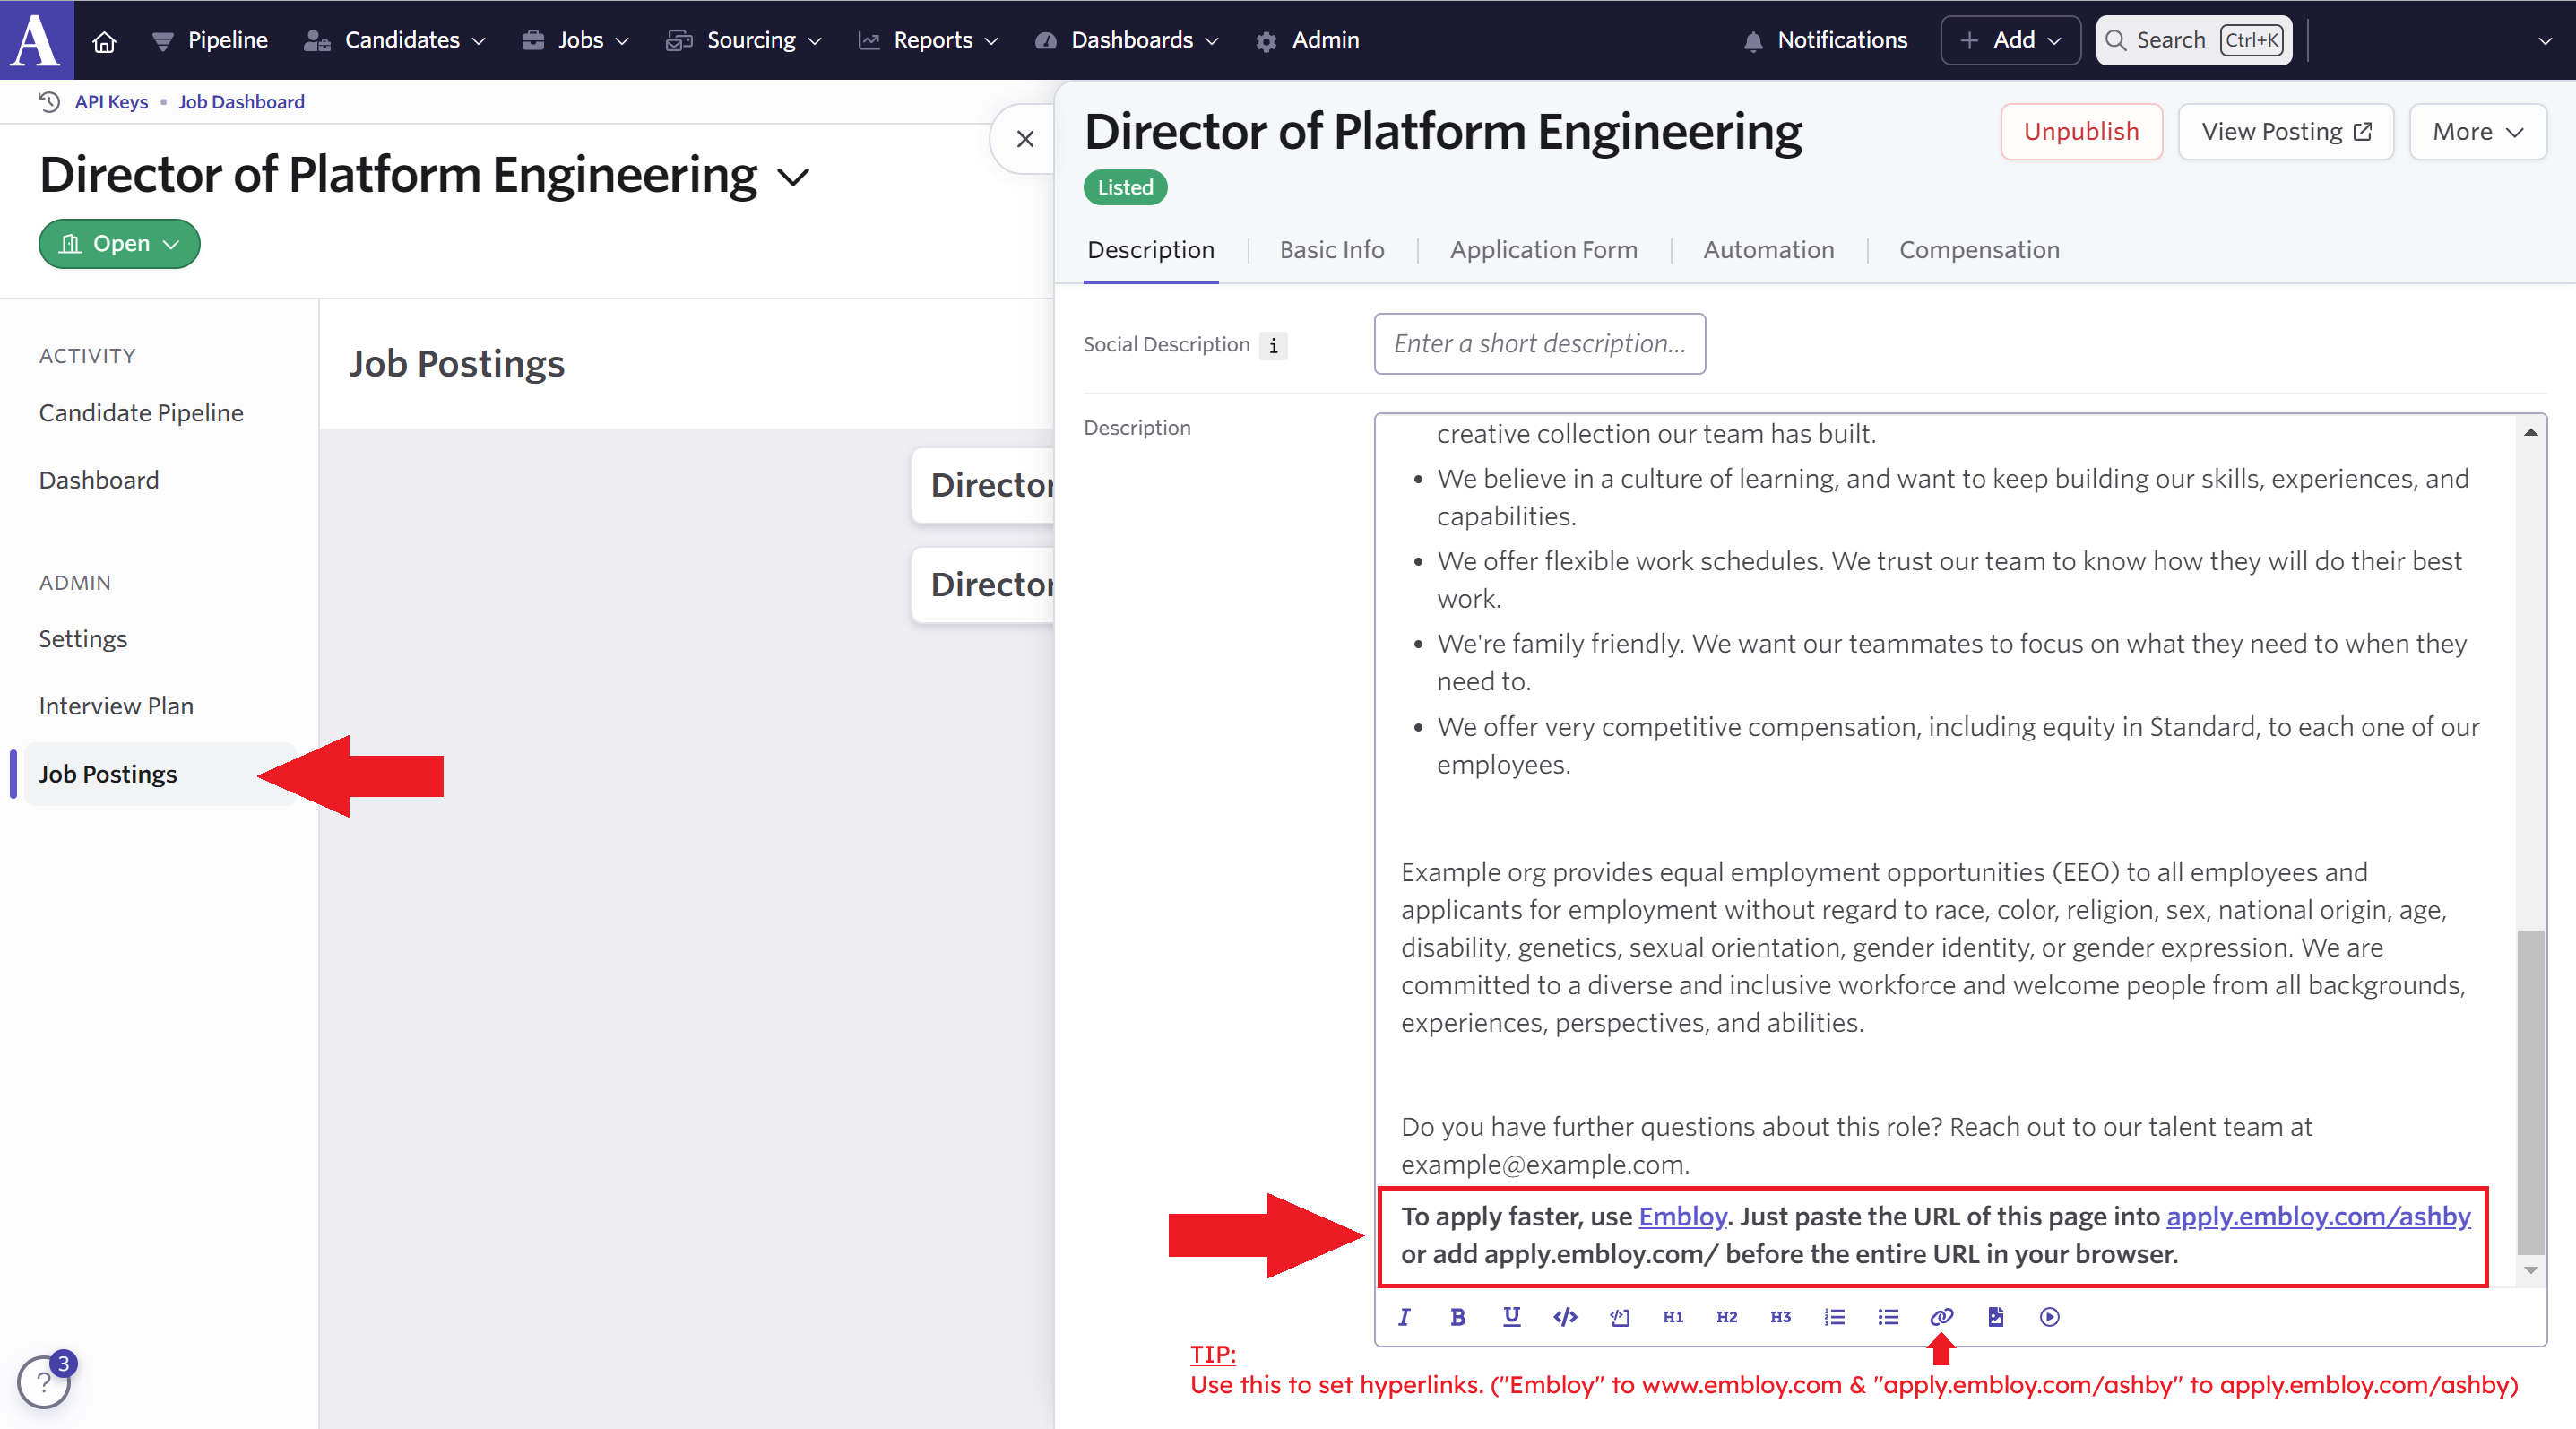 A
Pipeline
Candidates
Jobs
Sourcing
Reports
Dashboards
Admin
Notifications
+ Add
Search Ctrl+K
API Keys • Job Dashboard
Director of Platform Engineering
Open
ACTIVITY
Candidate Pipeline
Dashboard
ADMIN
Settings
Interview Plan
Job Postings
? 3
Job Postings
Director
Director
Director of Platform Engineering
Unpublish
View Posting
More
Listed
Description
Basic Info
Application Form
Automation
Compensation
Social Description i
Enter a short description...
Description
creative collection our team has built.
• We believe in a culture of learning, and want to keep building our skills, experiences, and
capabilities.
• We offer flexible work schedules. We trust our team to know how they will do their best
work.
• We're family friendly. We want our teammates to focus on what they need to when they
need to.
• We offer very competitive compensation, including equity in Standard, to each one of our
employees.
Example org provides equal employment opportunities (EEO) to all employees and
applicants for employment without regard to race, color, religion, sex, national origin, age,
disability, genetics, sexual orientation, gender identity, or gender expression. We are
committed to a diverse and inclusive workforce and welcome people from all backgrounds,
experiences, perspectives, and abilities.
Do you have further questions about this role? Reach out to our talent team at
example@example.com.
To apply faster, use Embloy. Just paste the URL of this page into apply.embloy.com/ashby
or add apply.embloy.com/ before the entire URL in your browser.
I B U </> H1 H2 H3
TIP:
Use this to set hyperlinks. ("Embloy" to www.embloy.com & "apply.embloy.com/ashby" to apply.embloy.com/ashby)